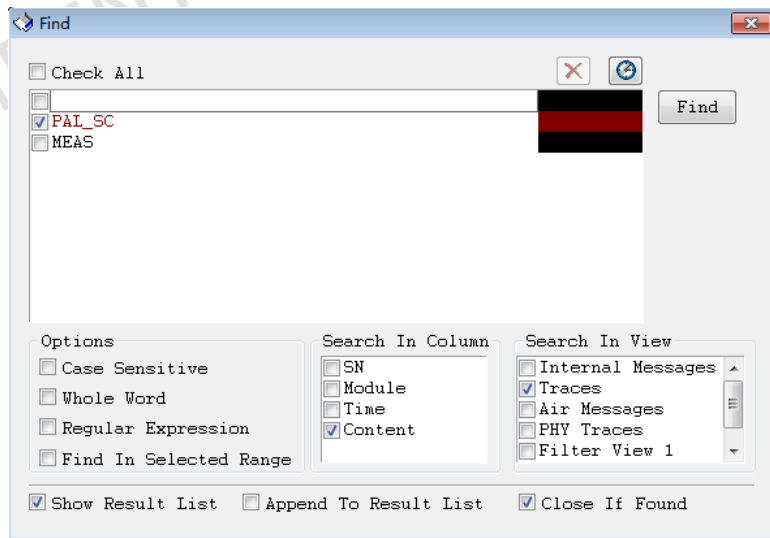 Find
Check All
PAL_SC
Find
MEAS
Options
Case Sensitive
Whole Word
Regular Expression
Find In Selected Range
Search In Column
SN
Module
Time
Content
Search In View
Internal Messages
Traces
Air Messages
PHY Traces
Filter View 1
Show Result List
Append To Result List
Close If Found